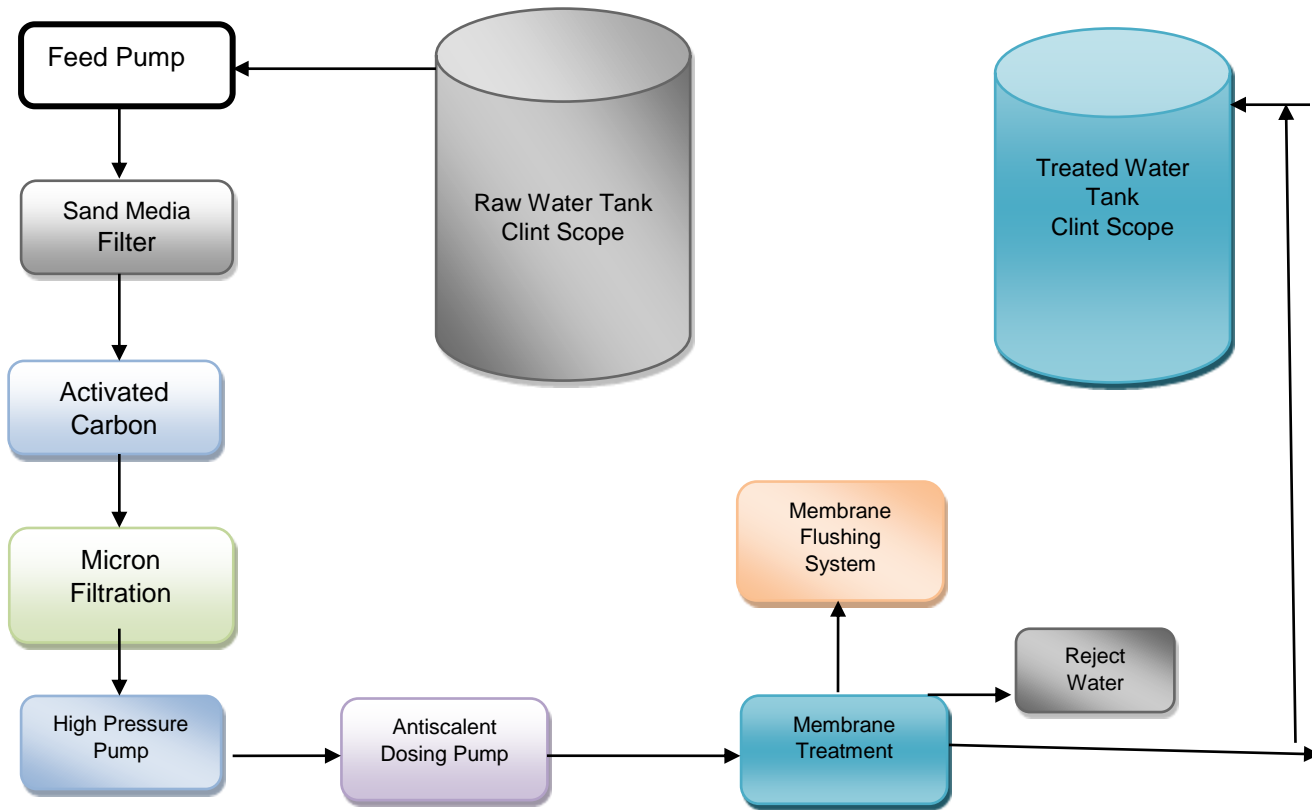 Feed Pump
Raw Water Tank
Clint Scope
Treated Water
Tank
Clint Scope
Sand Media
Filter
Activated
Carbon
Micron
Filtration
High Pressure
Pump
Antiscalent
Dosing Pump
Membrane
Flushing
System
Membrane
Treatment
Reject
Water